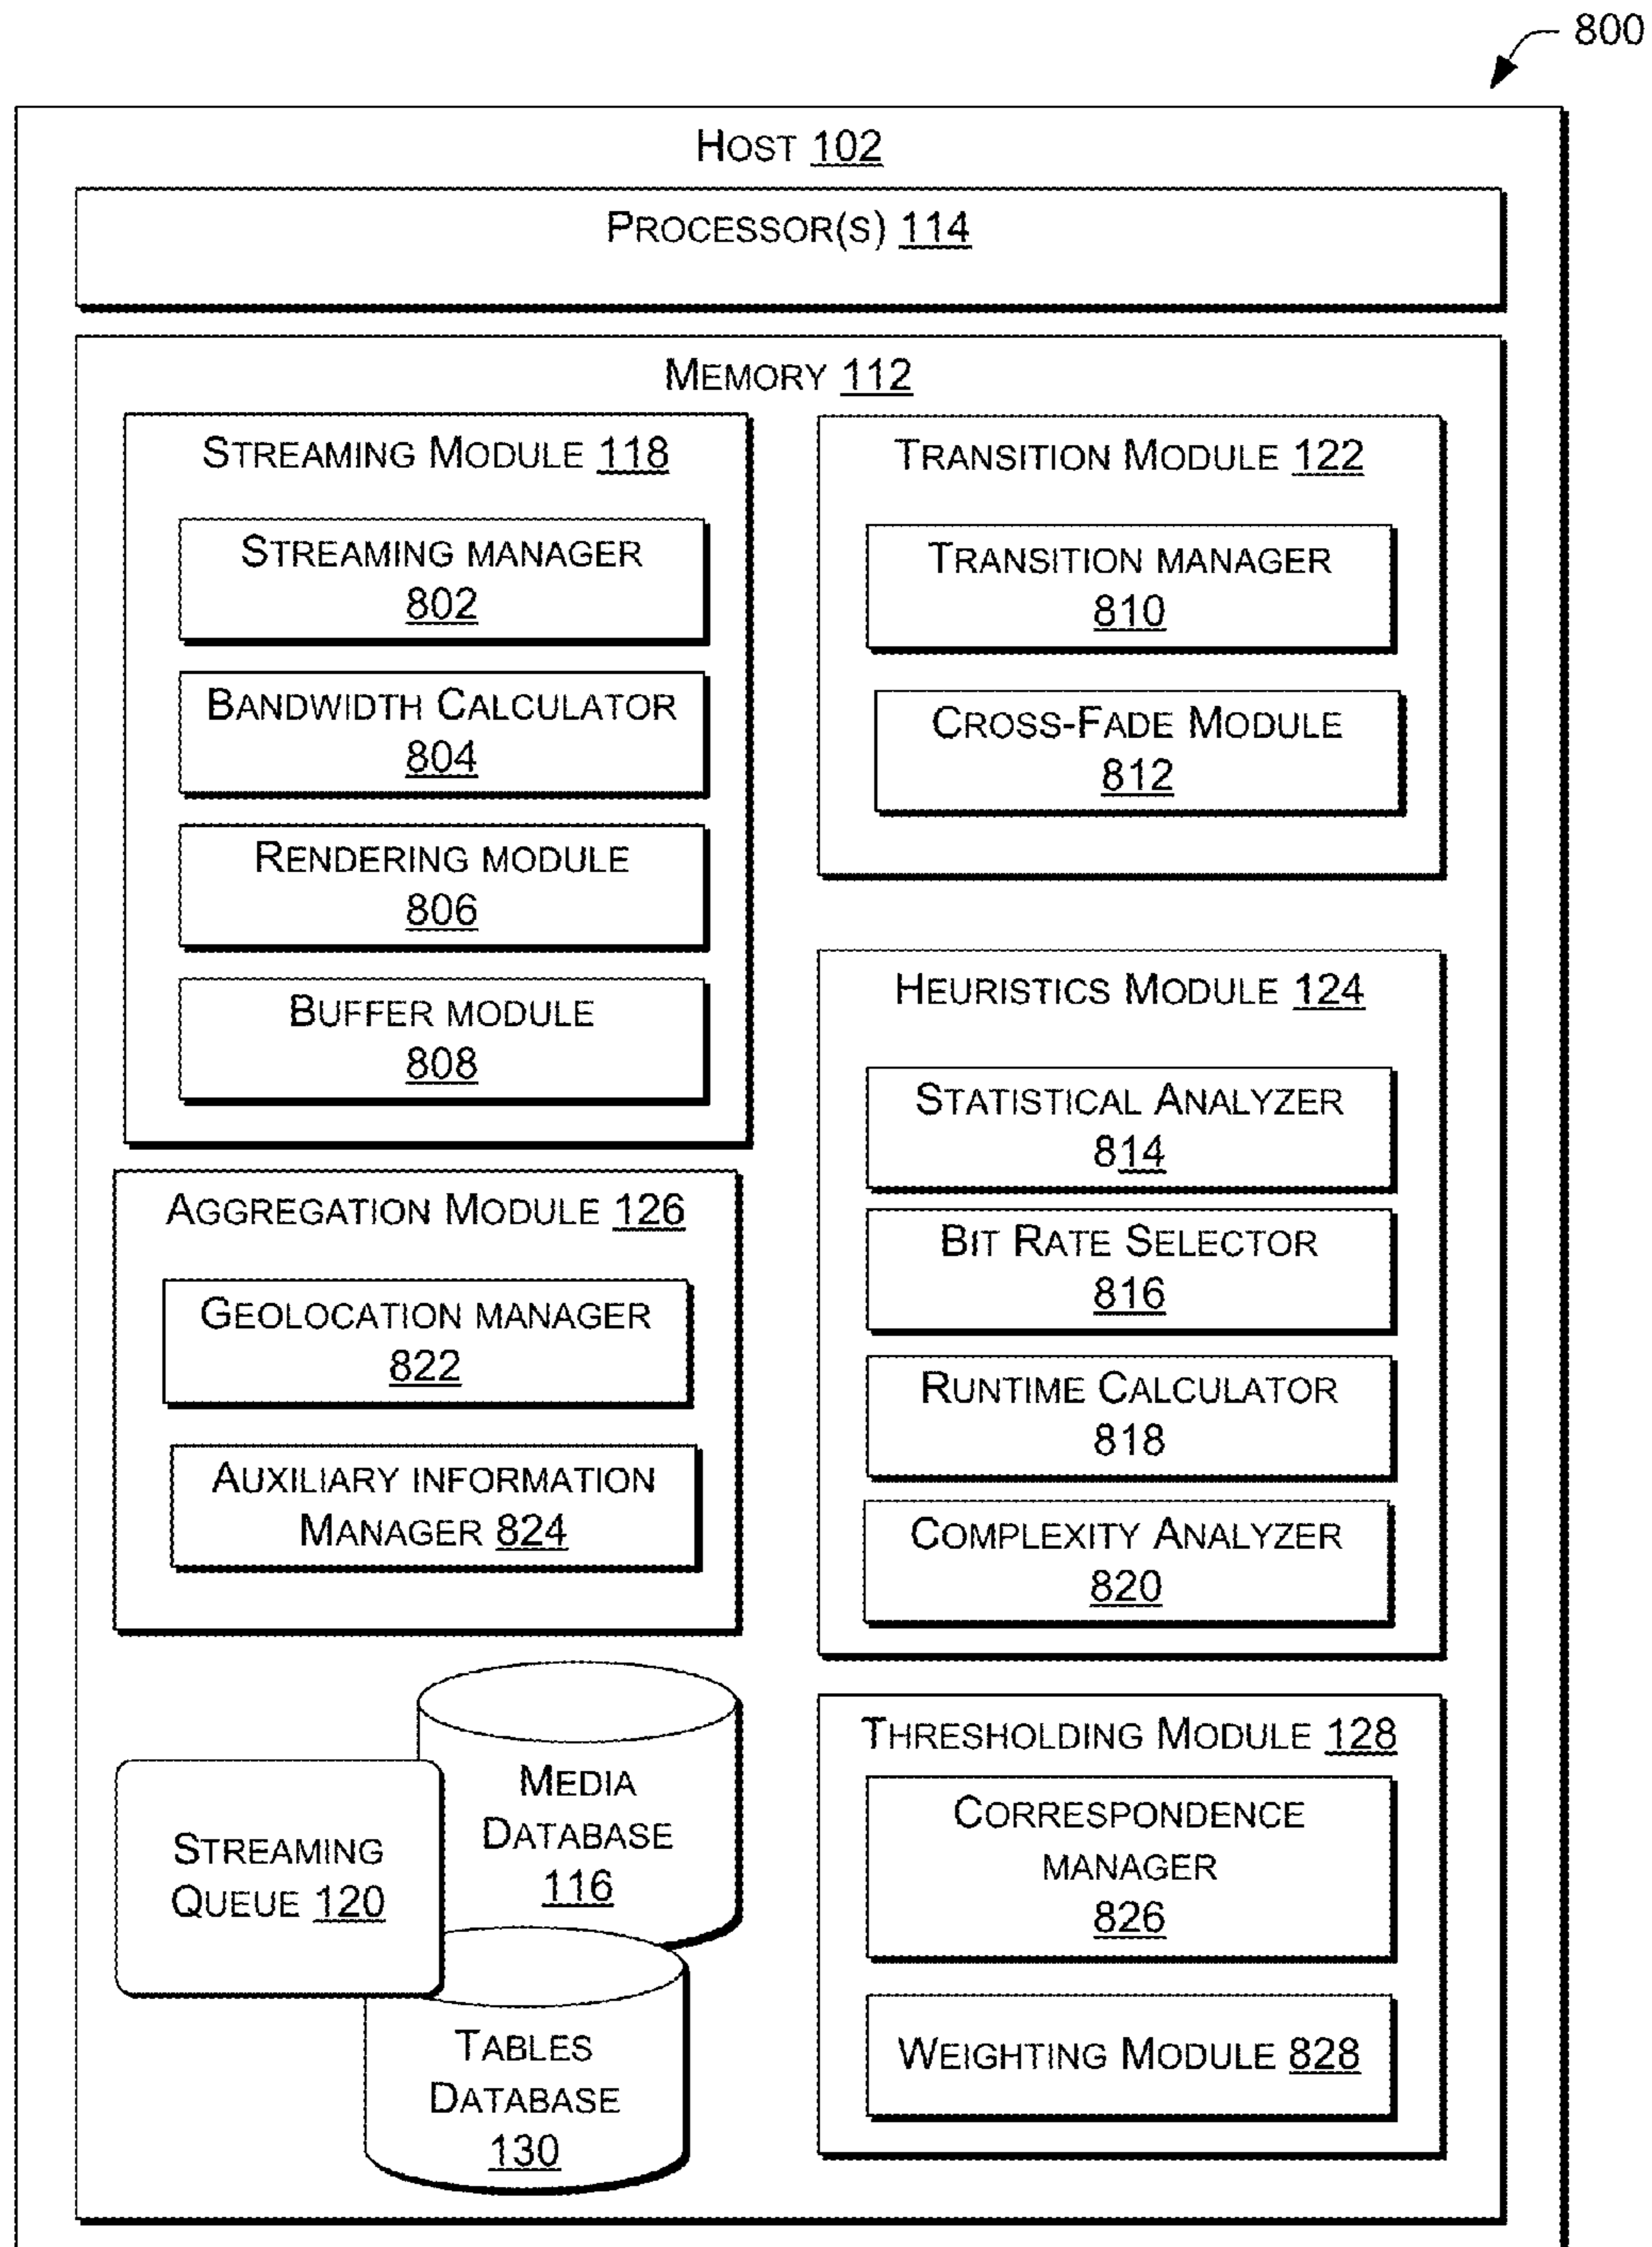 800
HOST 102
PROCESSOR(S) 114
MEMORY 112
STREAMING MODULE 118
STREAMING MANAGER
802
BANDWIDTH CALCULATOR
804
RENDERING MODULE
806
BUFFER MODULE
808
TRANSITION MODULE 122
TRANSITION MANAGER
810
CROSS-FADE MODULE
812
HEURISTICS MODULE 124
STATISTICAL ANALYZER
814
BIT RATE SELECTOR
816
RUNTIME CALCULATOR
818
COMPLEXITY ANALYZER
820
AGGREGATION MODULE 126
GEOLOCATION MANAGER
822
AUXILIARY INFORMATION
MANAGER 824
STREAMING
QUEUE 120
MEDIA
DATABASE
116
TABLES
DATABASE
130
THRESHOLDING MODULE 128
CORRESPONDENCE
MANAGER
826
WEIGHTING MODULE 828